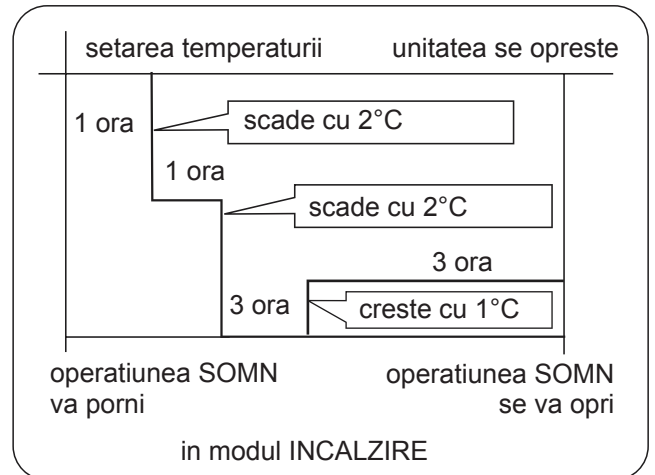 setarea temperaturii
unitatea se opreste
1 ora
scade cu 2°C
1 ora
scade cu 2°C
3 ora
3 ora
creste cu 1°C
operatiunea SOMN
va porni
operatiunea SOMN
se va opri
in modul INCALZIRE